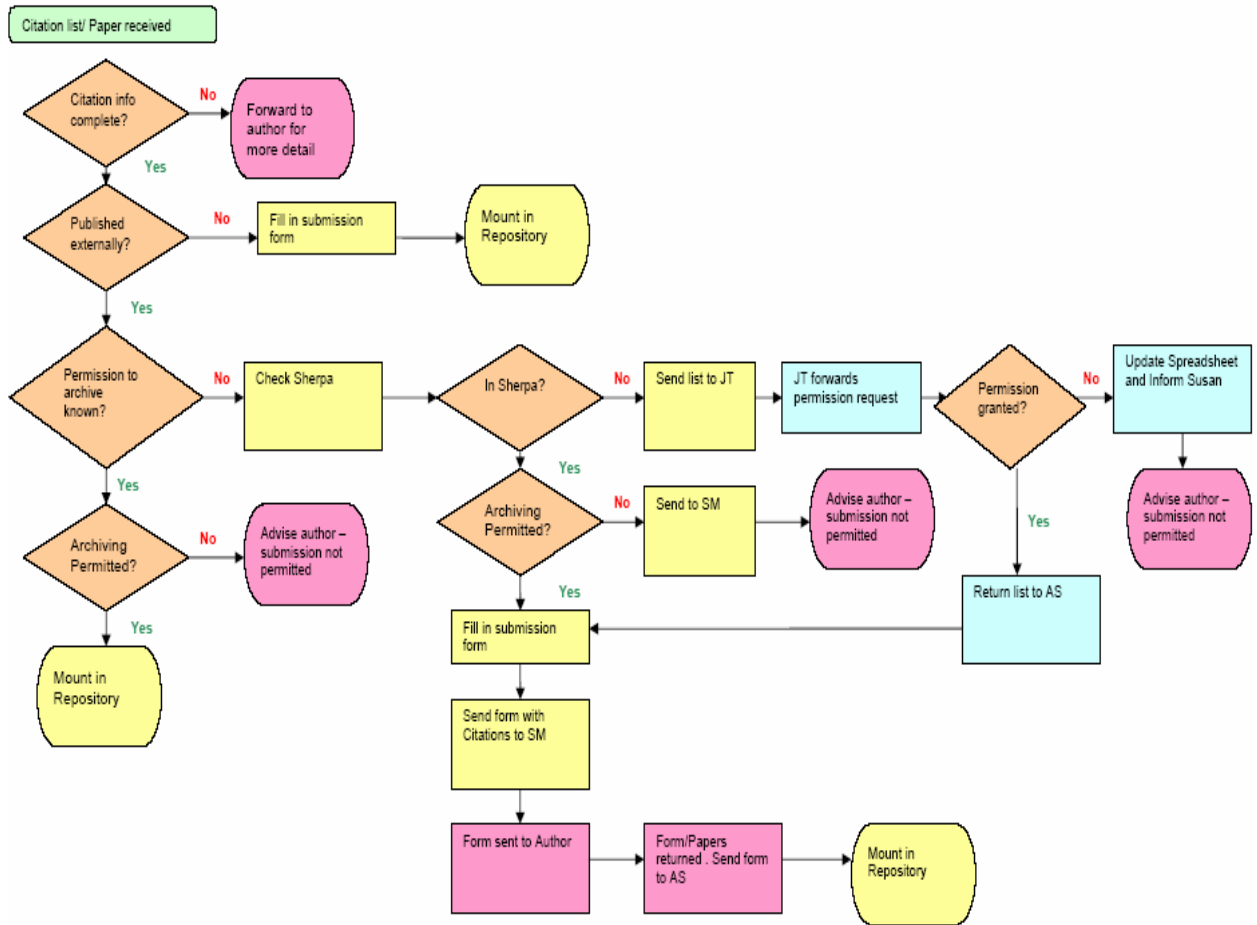 Citation list/ Paper received
Citation info
complete?
No
Forward to
author for
more detail
Yes
Published
externally?
No
Fill in submission
form
Mount in
Repository
Yes
Permission to
archive
known?
No
Check Sherpa
In Sherpa?
No
Send list to JT
JT forwards
permission request
Permission
granted?
No
Update Spreadsheet
and Inform Susan
Yes
Archiving
Permitted?
No
Advise author –
submission not
permitted
Yes
Mount in
Repository
Yes
Archiving
Permitted?
No
Send to SM
Advise author –
submission not
permitted
Yes
Advise author –
submission not
permitted
Return list to AS
Yes
Fill in submission
form
Send form with
Citations to SM
Form sent to Author
Form/Papers
returned . Send form
to AS
Mount in
Repository